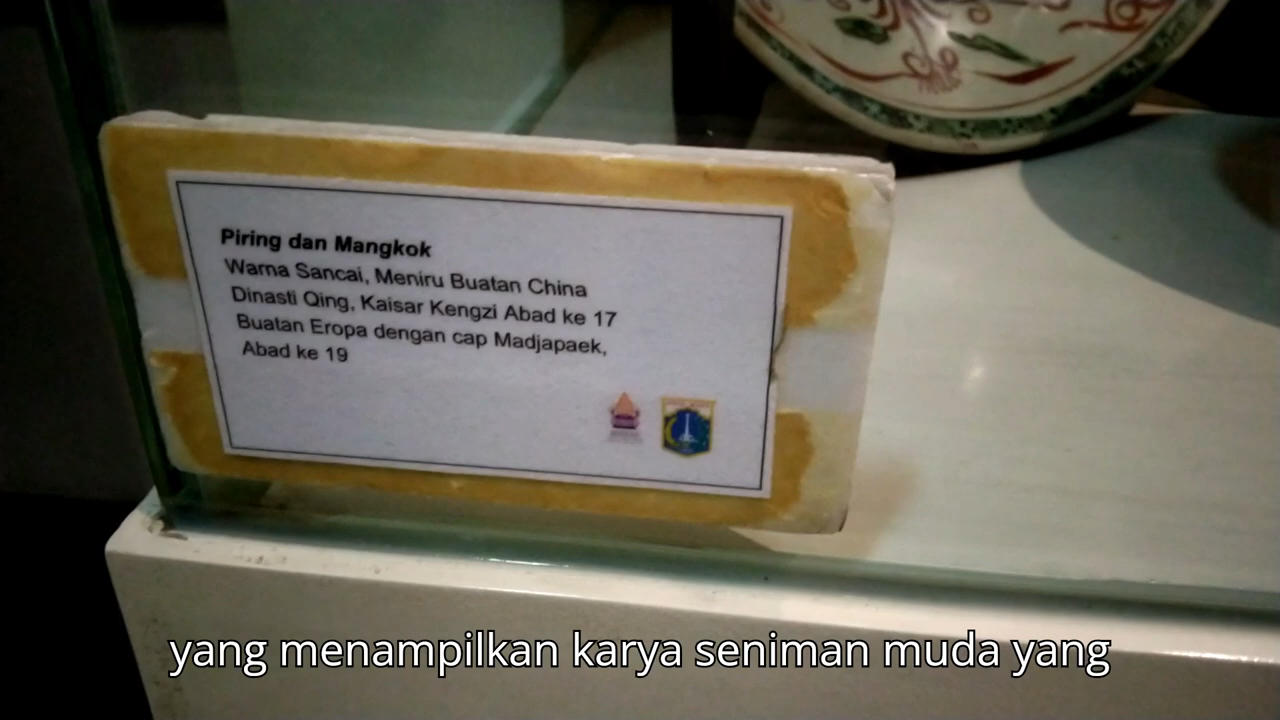 Piring dan Mangkok
Warna Sancai, Meniru Buatan China
Dinasti Qing, Kaisar Kengzi Abad ke 17
Buatan Eropa dengan cap Madjapaek,
Abad ke 19
yang menampilkan karya seniman muda yang